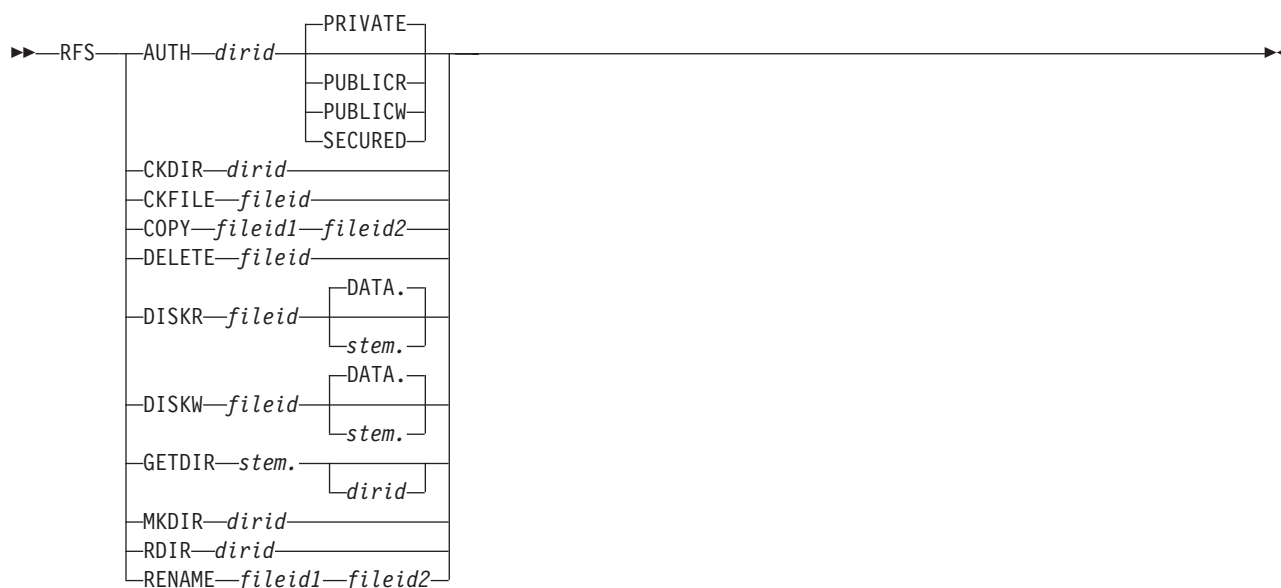 PRIVATE
RFS AUTH dirid
PUBLICR
PUBLICW
SECURED
CKDIR dirid
CKFILE fileid
COPY fileid1 fileid2
DELETE fileid
DATA.
DISKR fileid
stem.
DATA.
DISKW fileid
stem.
GETDIR stem.
dirid
MKDIR dirid
RDIR dirid
RENAME fileid1 fileid2